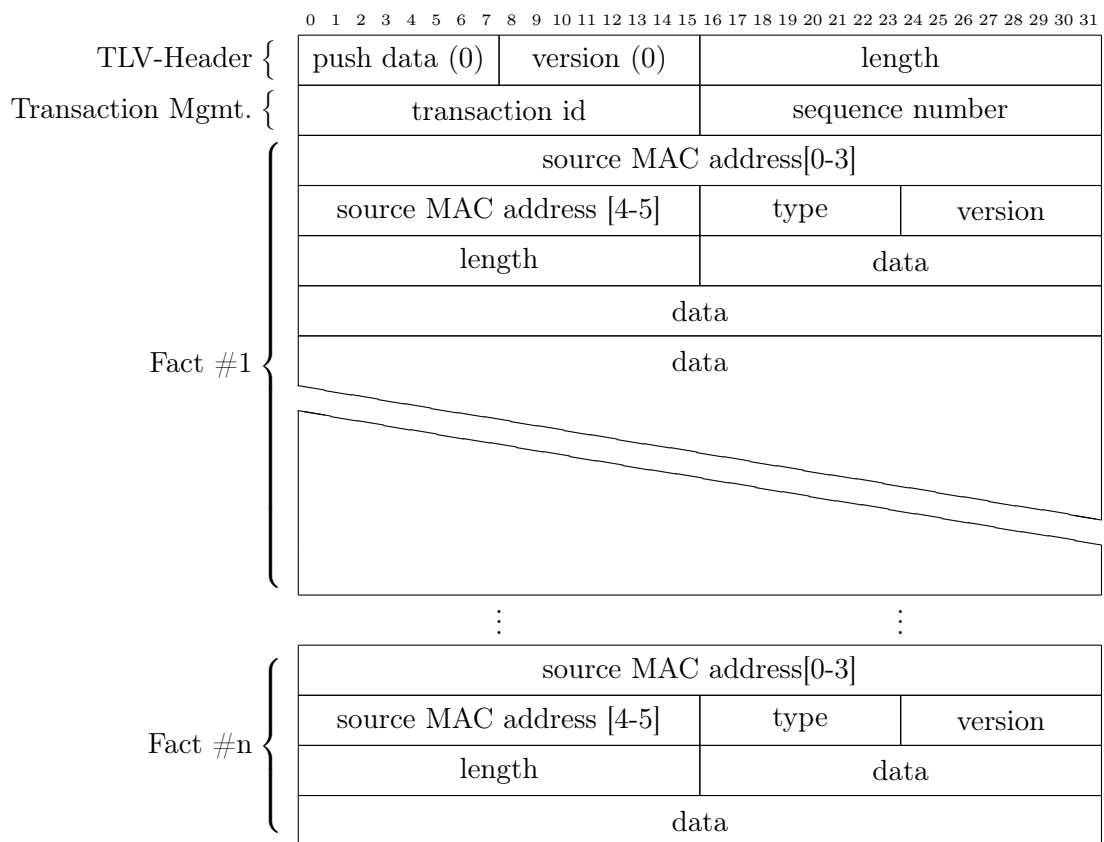 0 1 2 3 4 5 6 7 8 9 10 11 12 13 14 15 16 17 18 19 20 21 22 23 24 25 26 27 28 29 30 31
TLV-Header { push data (0) version (0) length
Transaction Mgmt. { transaction id sequence number
source MAC address[0-3]
source MAC address [4-5] type version
length data
data
Fact #1 data
⋮ ⋮
source MAC address[0-3]
Fact #n source MAC address [4-5] type version
length data
data